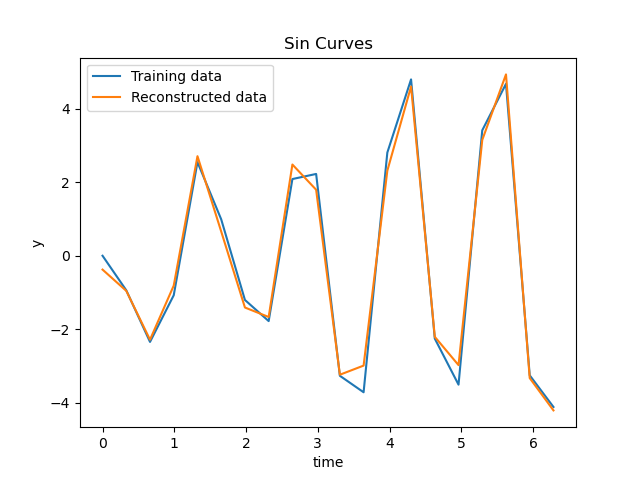 Sin Curves
Training data
Reconstructed data
y
4
2
0
−2
−4
0 1 2 3 4 5 6
time